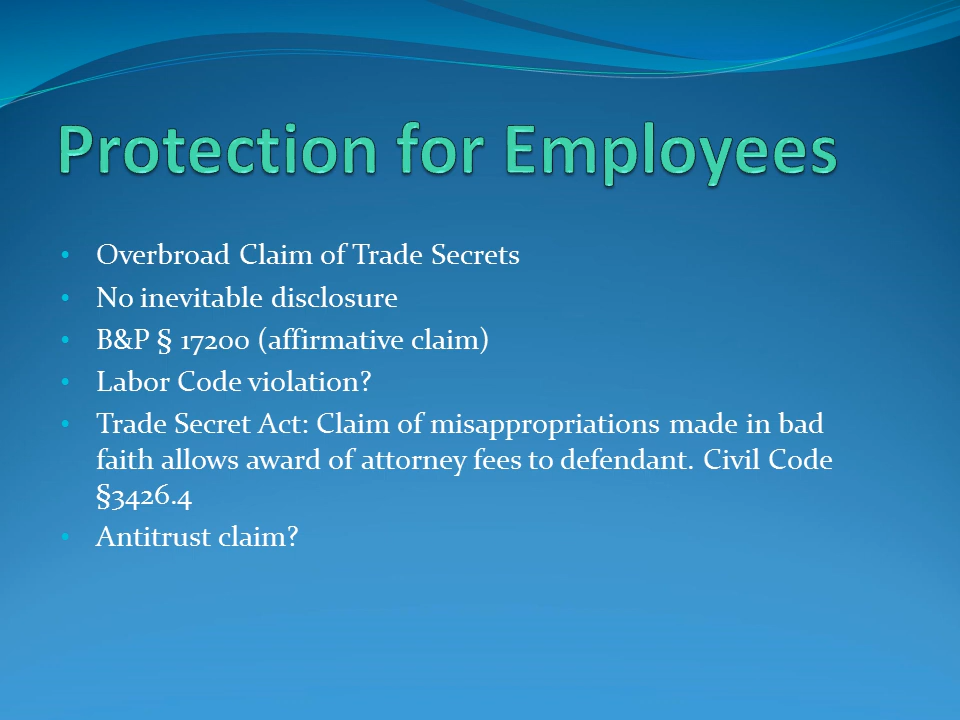 Protection for Employees
• Overbroad Claim of Trade Secrets
• No inevitable disclosure
• B&P § 17200 (affirmative claim)
• Labor Code violation?
• Trade Secret Act: Claim of misappropriations made in bad
faith allows award of attorney fees to defendant. Civil Code
§3426.4
• Antitrust claim?